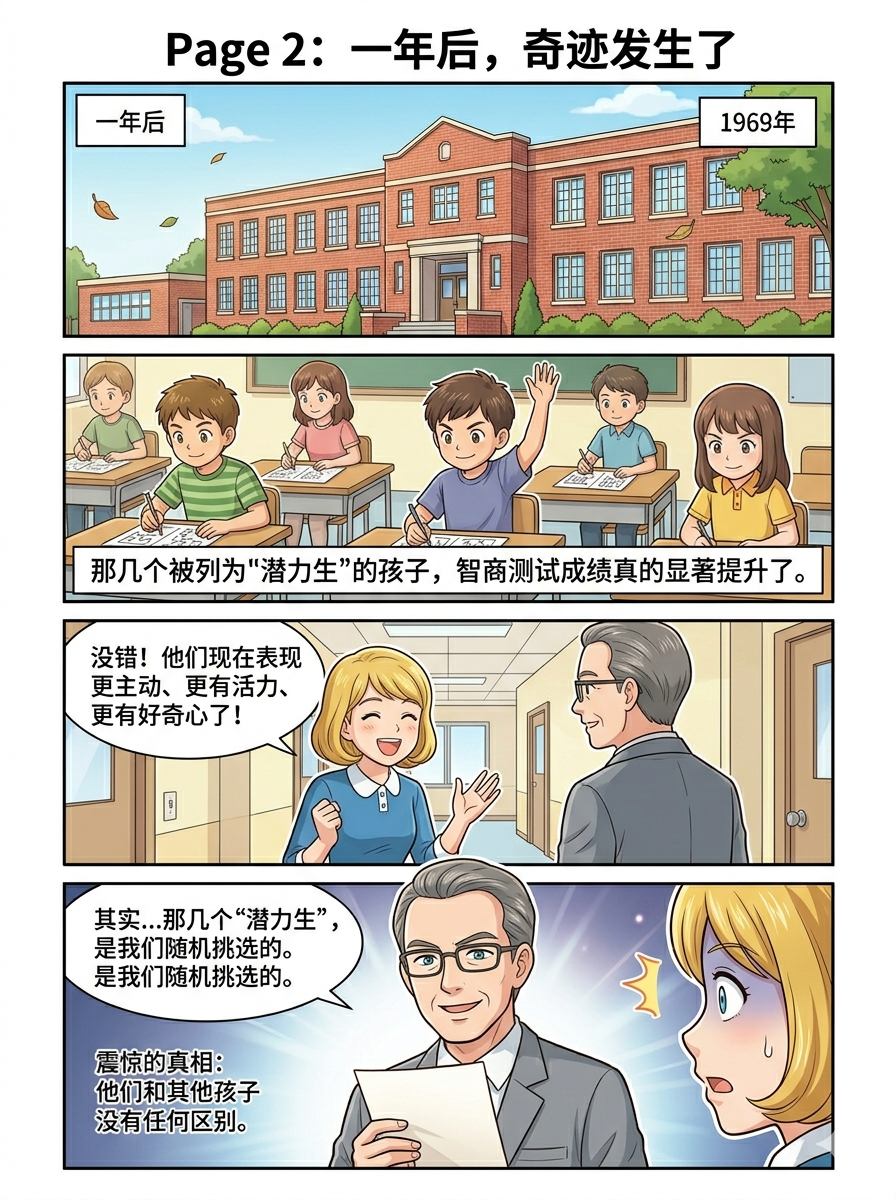 Page 2：一年后，奇迹发生了
一年后
1969年
那几个被列为"潜力生"的孩子，智商测试成绩真的显著提升了。
没错！他们现在表现
更主动、更有活力、
更有好奇心了！
其实...那几个“潜力生”，
是我们随机挑选的。
是我们随机挑选的。
震惊的真相：
他们和其他孩子
没有任何区别。